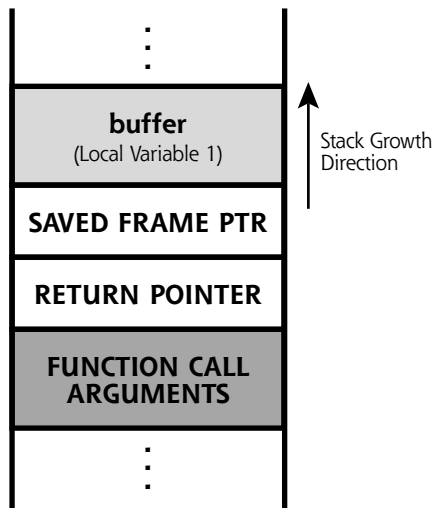 buffer
(Local Variable 1)
Stack Growth
Direction
SAVED FRAME PTR
RETURN POINTER
FUNCTION CALL
ARGUMENTS